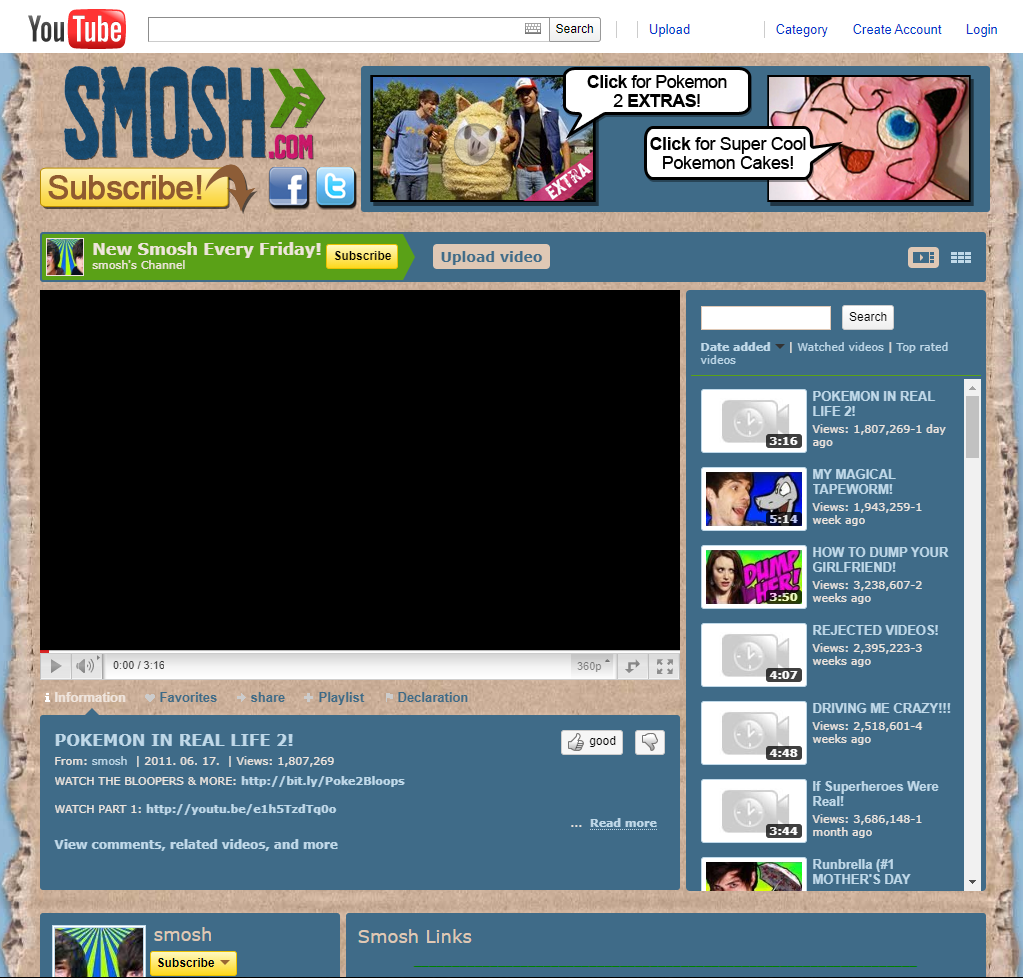 YouTube
Search
Upload
Category
Create Account
Login
SMOSH
.COM
Subscribe!
f
t
Click for Pokemon
2 EXTRAS!
EXTRA
Click for Super Cool
Pokemon Cakes!
New Smosh Every Friday!
smosh's Channel
Subscribe
Upload video
0:00 / 3:16
360p
Information
Favorites
share
Playlist
Declaration
POKEMON IN REAL LIFE 2!
good
From: smosh | 2011. 06. 17. | Views: 1,807,269
WATCH THE BLOOPERS & MORE: http://bit.ly/Poke2Bloops
WATCH PART 1: http://youtu.be/e1h5TzdTq0o
... Read more
View comments, related videos, and more
Search
Date added | Watched videos | Top rated
videos
3:16
POKEMON IN REAL
LIFE 2!
Views: 1,807,269-1 day
ago
5:14
MY MAGICAL
TAPEWORM!
Views: 1,943,259-1
week ago
DUMP
HER!
3:50
HOW TO DUMP YOUR
GIRLFRIEND!
Views: 3,238,607-2
weeks ago
4:07
REJECTED VIDEOS!
Views: 2,395,223-3
weeks ago
4:48
DRIVING ME CRAZY!!!
Views: 2,518,601-4
weeks ago
3:44
If Superheroes Were
Real!
Views: 3,686,148-1
month ago
Runbrella (#1
MOTHER'S DAY
smosh
Subscribe
Smosh Links